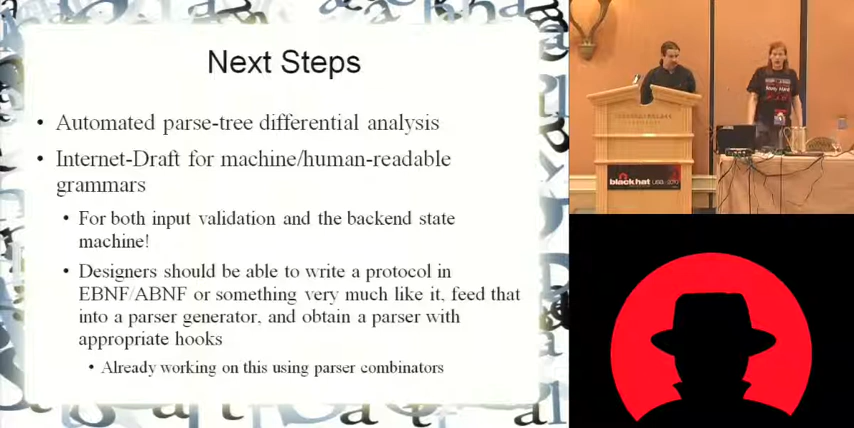 Next Steps
• Automated parse-tree differential analysis
• Internet-Draft for machine/human-readable
grammars
• For both input validation and the backend state
machine!
• Designers should be able to write a protocol in
EBNF/ABNF or something very much like it, feed that
into a parser generator, and obtain a parser with
appropriate hooks
• Already working on this using parser combinators
black hat